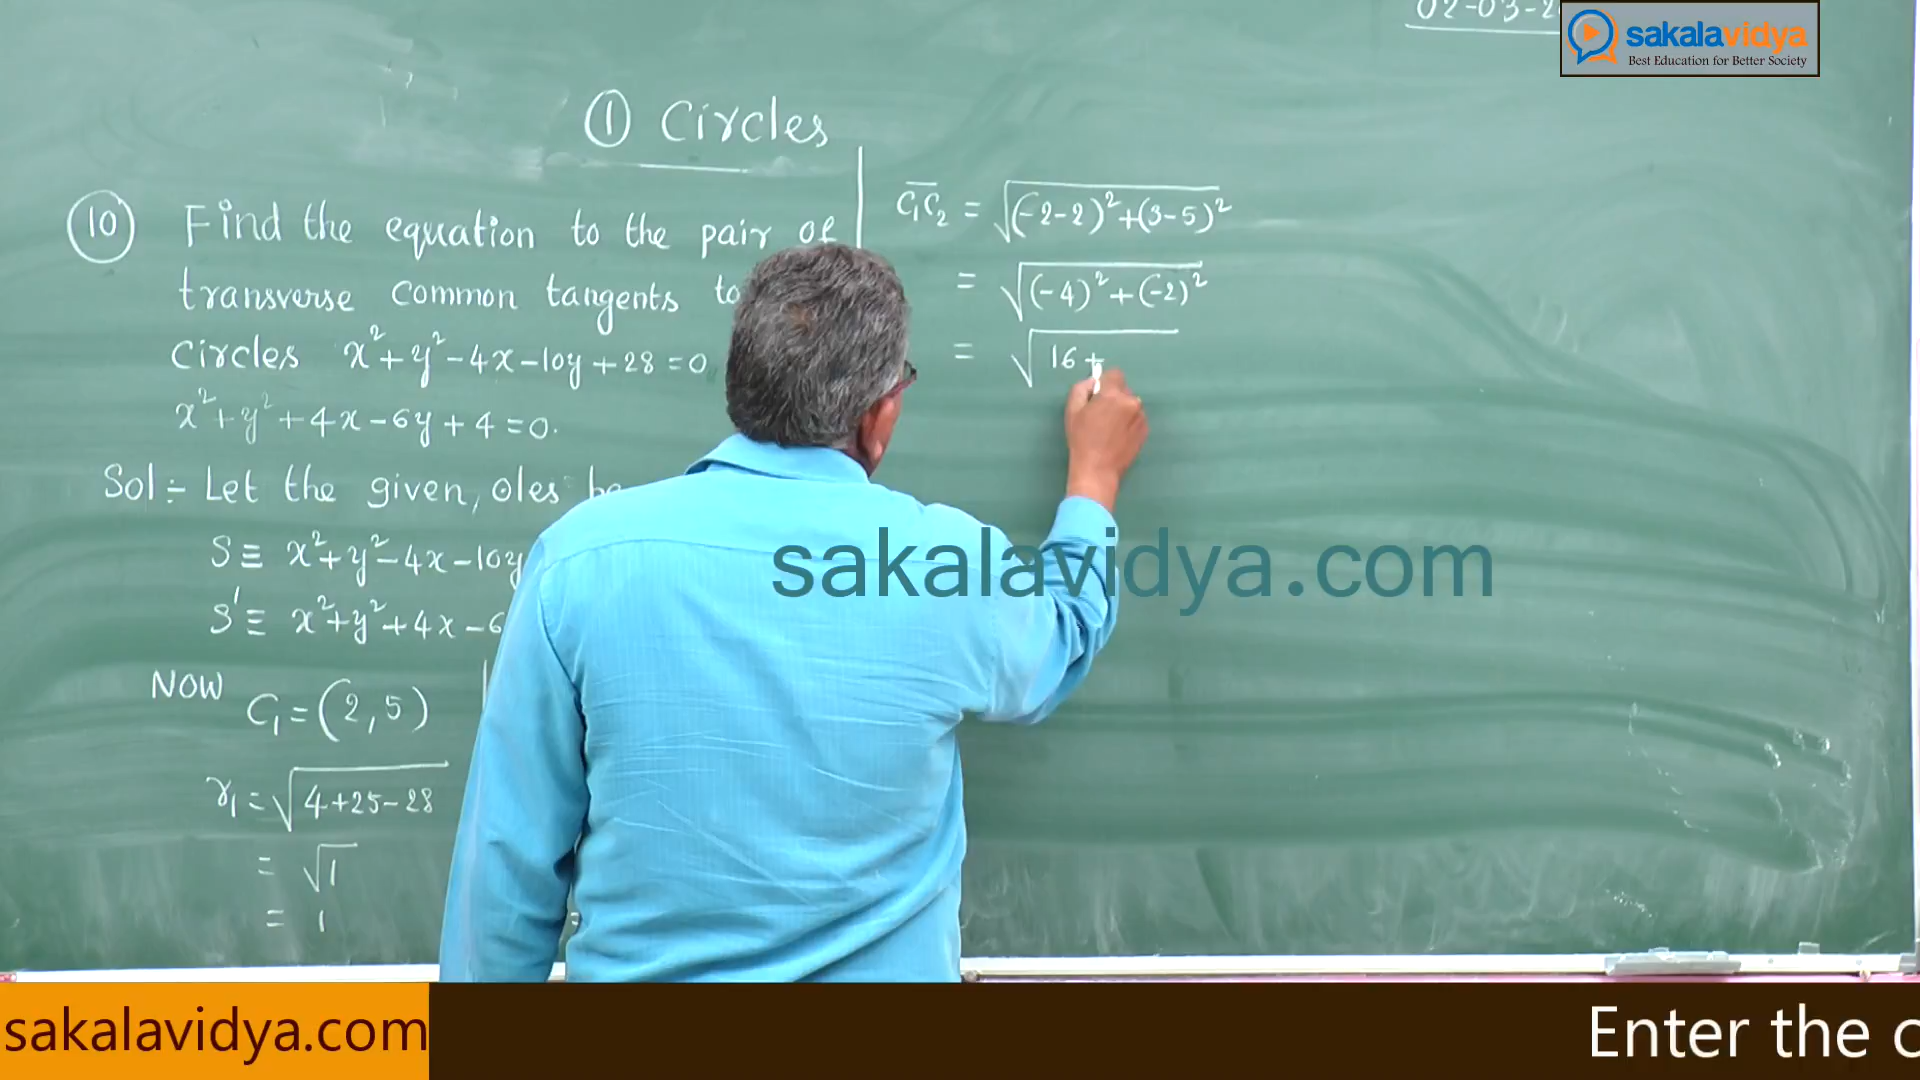 02-03-2
sakalavidya
Best Education for Better Society
① Circles
⑩ Find the equation to the pair of
transverse common tangents to
Circles x²+y²-4x-10y+28=0
x²+y²+4x-6y+4=0.
Sol:- Let the given, oles be
S ≡ x²+y²-4x-10y
S' ≡ x²+y²+4x-6
Now C₁=(2,5)
r₁=√(4+25-28)
= √1
= 1
=
C₁C₂ = √((-2-2)²+(3-5)²)
= √((-4)²+(-2)²)
= √(16+
sakalavidya.com
sakalavidya.com
Enter the